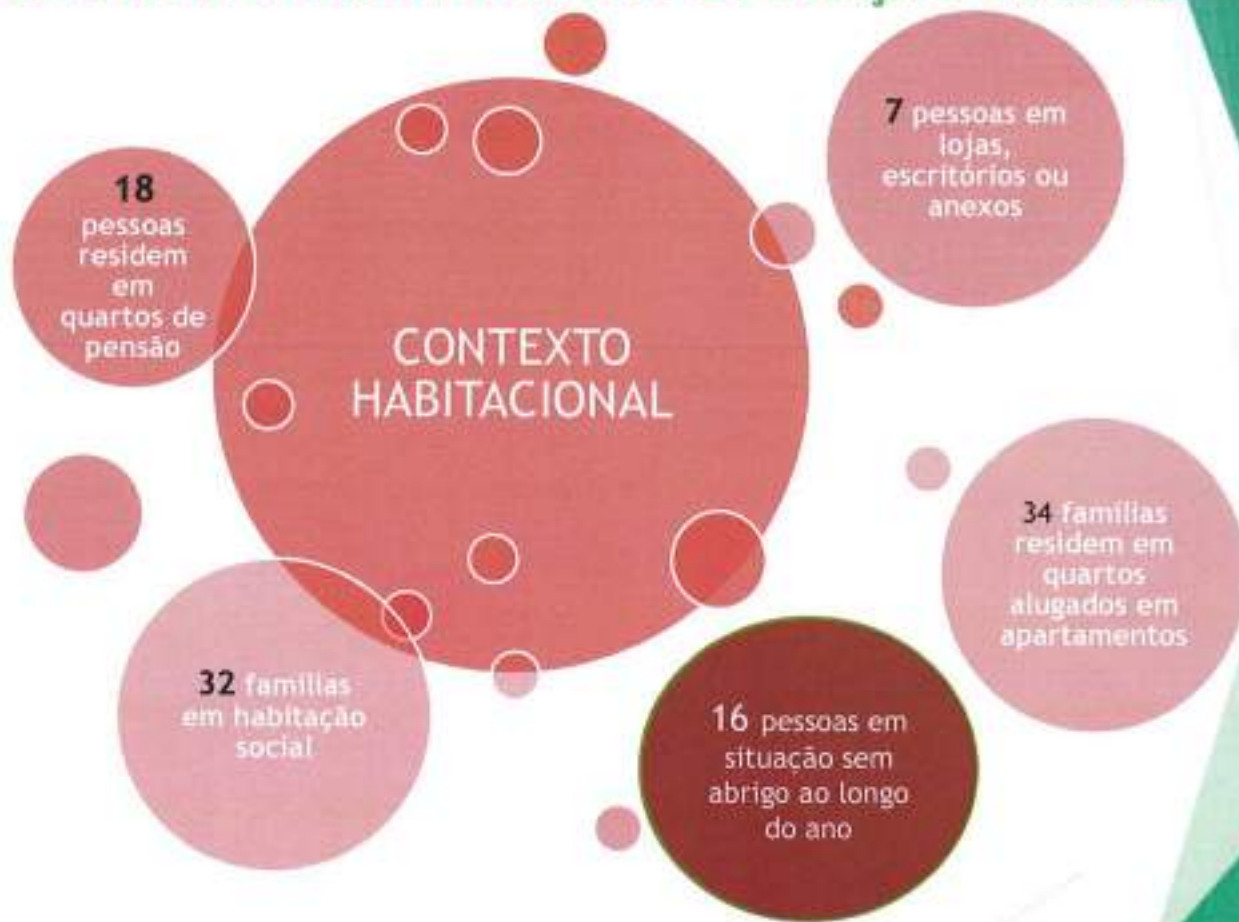 7 pessoas em
lojas,
escritórios ou
anexos
18
pessoas
residem
em
quartos de
pensão
CONTEXTO
HABITACIONAL
34 famílias
residem em
quartos
alugados em
apartamentos
32 famílias
em habitação
social
16 pessoas em
situação sem
abrigo ao longo
do ano